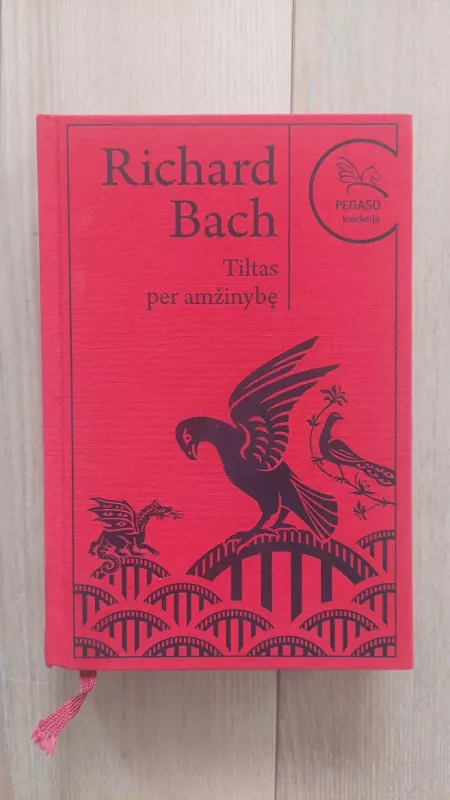 Richard
Bach
Tiltas
per amžinybę
PEGASO
kolekcija